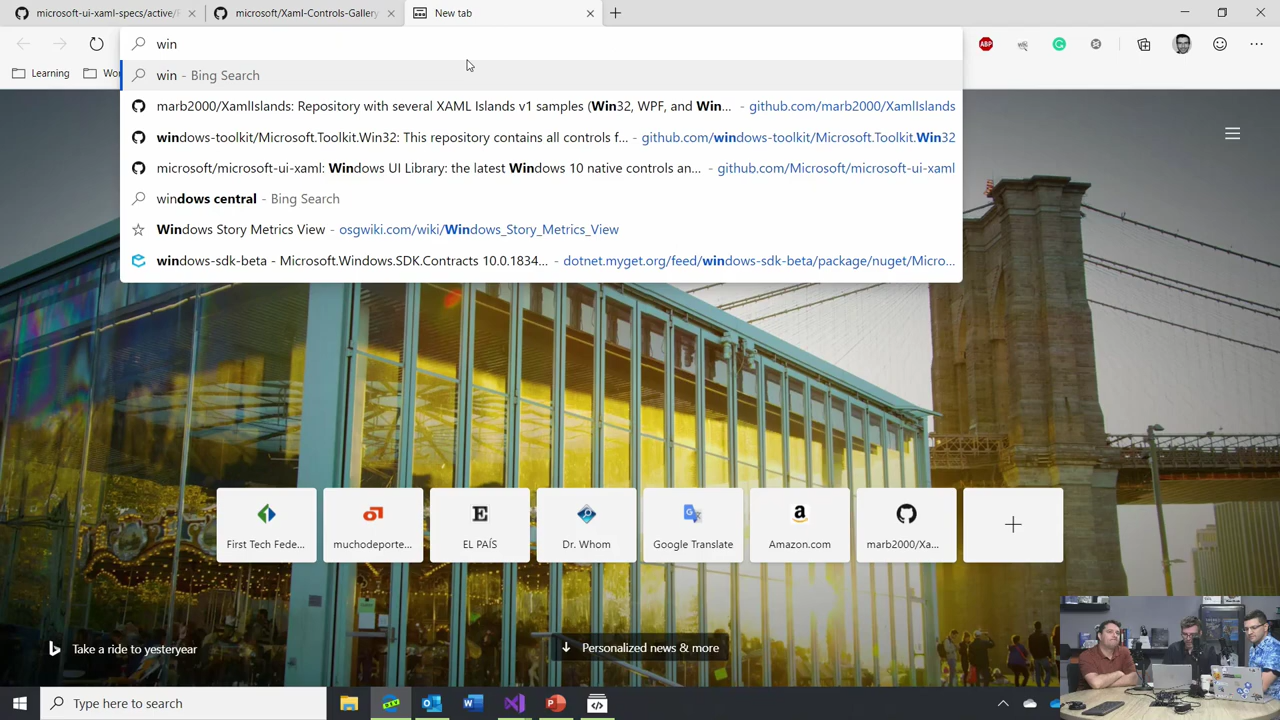 microsoft-ui-xaml-specs/active/
microsoft/Xaml-Controls-Gallery
New tab
win
ABP
Learning
Wor
win - Bing Search
marb2000/XamlIslands: Repository with several XAML Islands v1 samples (Win32, WPF, and Win... - github.com/marb2000/XamlIslands
windows-toolkit/Microsoft.Toolkit.Win32: This repository contains all controls f... - github.com/windows-toolkit/Microsoft.Toolkit.Win32
microsoft/microsoft-ui-xaml: Windows UI Library: the latest Windows 10 native controls an... - github.com/Microsoft/microsoft-ui-xaml
windows central - Bing Search
Windows Story Metrics View - osgwiki.com/wiki/Windows_Story_Metrics_View
windows-sdk-beta - Microsoft.Windows.SDK.Contracts 10.0.1834... - dotnet.myget.org/feed/windows-sdk-beta/package/nuget/Micro...
First Tech Fede...
muchodeporte...
EL PAÍS
Dr. Whom
Google Translate
Amazon.com
marb2000/Xa...
Take a ride to yesteryear
Personalized news & more
Type here to search